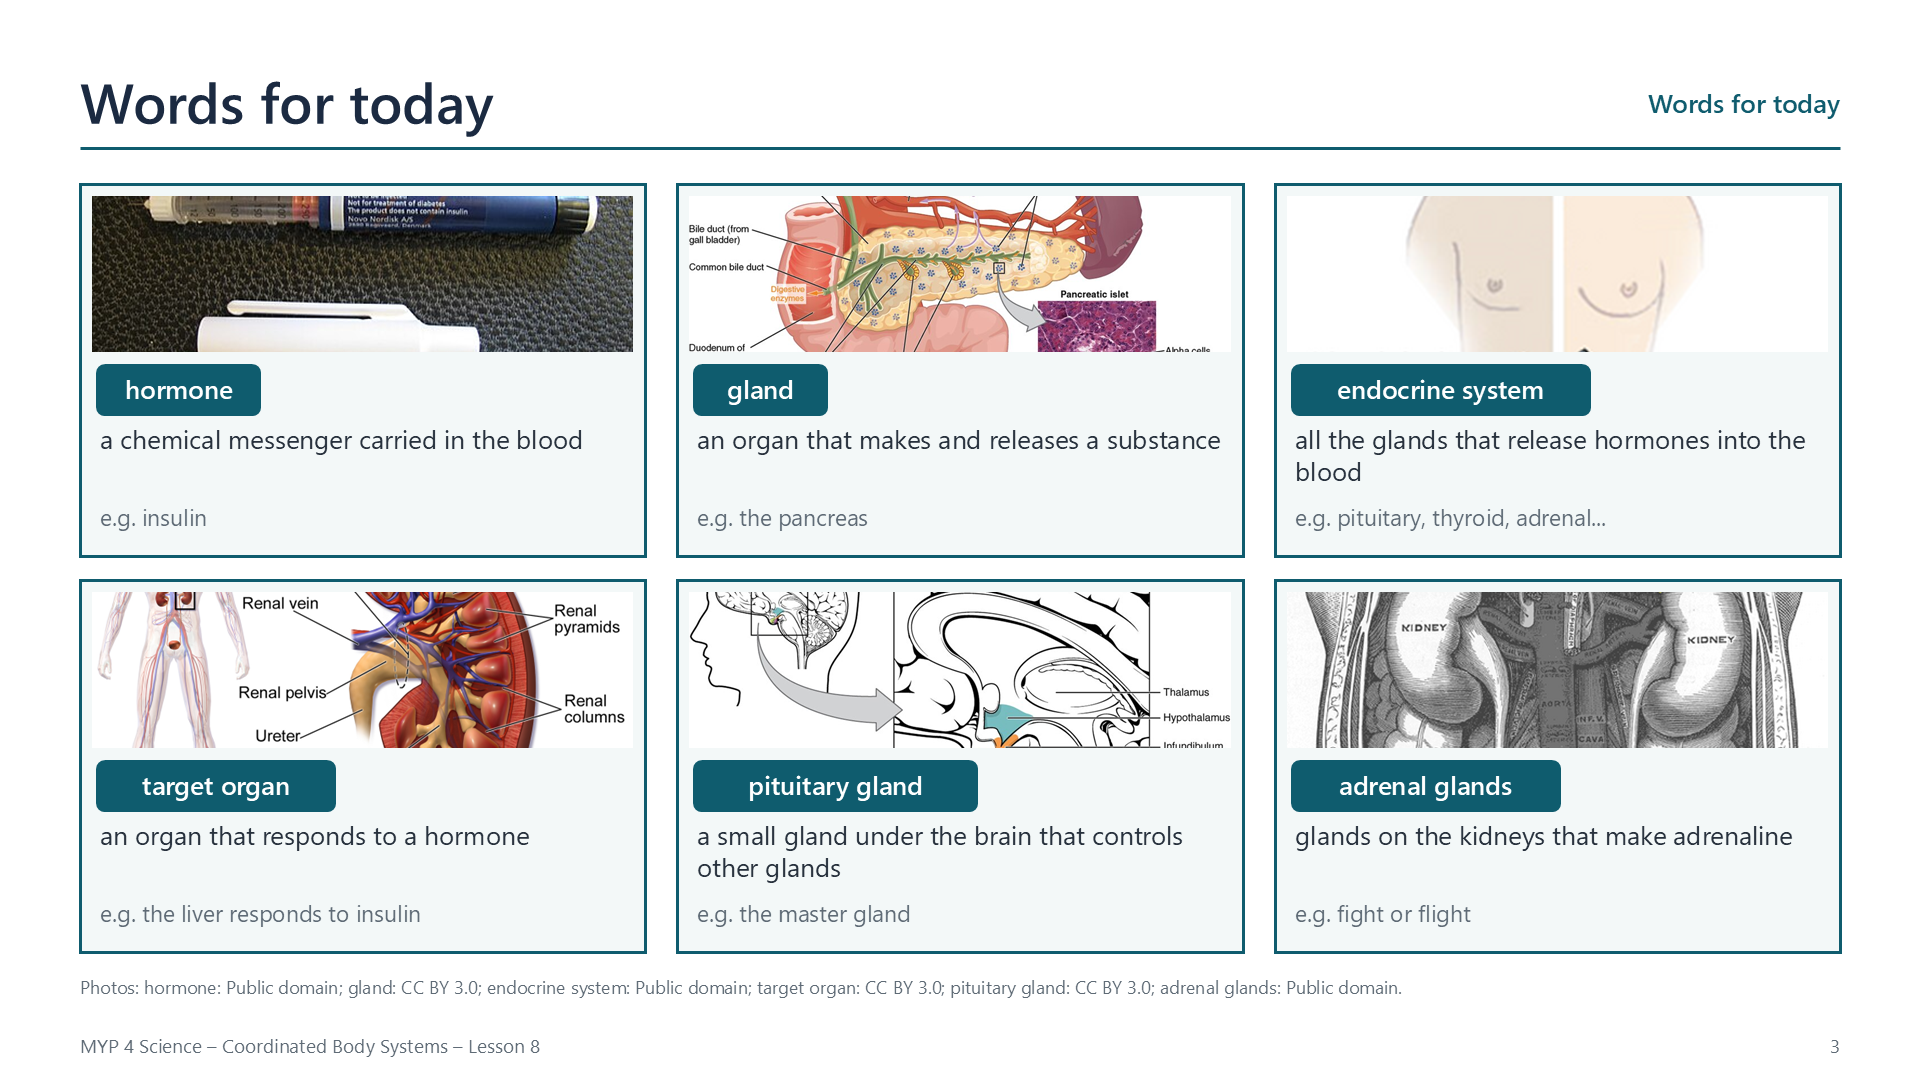 Words for today
Words for today
Not for treatment of diabetes
The product does not contain insulin
Novo Nordisk A/S
2880 Bagsvaerd, Denmark
hormone
a chemical messenger carried in the blood
e.g. insulin
Bile duct (from
gall bladder)
Common bile duct
Digestive
enzymes
Duodenum of
Pancreatic islet
Alpha cells
gland
an organ that makes and releases a substance
e.g. the pancreas
endocrine system
all the glands that release hormones into the
blood
e.g. pituitary, thyroid, adrenal...
Renal vein
Renal
pyramids
Renal pelvis
Renal
columns
Ureter
target organ
an organ that responds to a hormone
e.g. the liver responds to insulin
Thalamus
Hypothalamus
Infundibulum
pituitary gland
a small gland under the brain that controls
other glands
e.g. the master gland
KIDNEY
KIDNEY
AORTA
CAVA
adrenal glands
glands on the kidneys that make adrenaline
e.g. fight or flight
Photos: hormone: Public domain; gland: CC BY 3.0; endocrine system: Public domain; target organ: CC BY 3.0; pituitary gland: CC BY 3.0; adrenal glands: Public domain.
MYP 4 Science – Coordinated Body Systems – Lesson 8
3